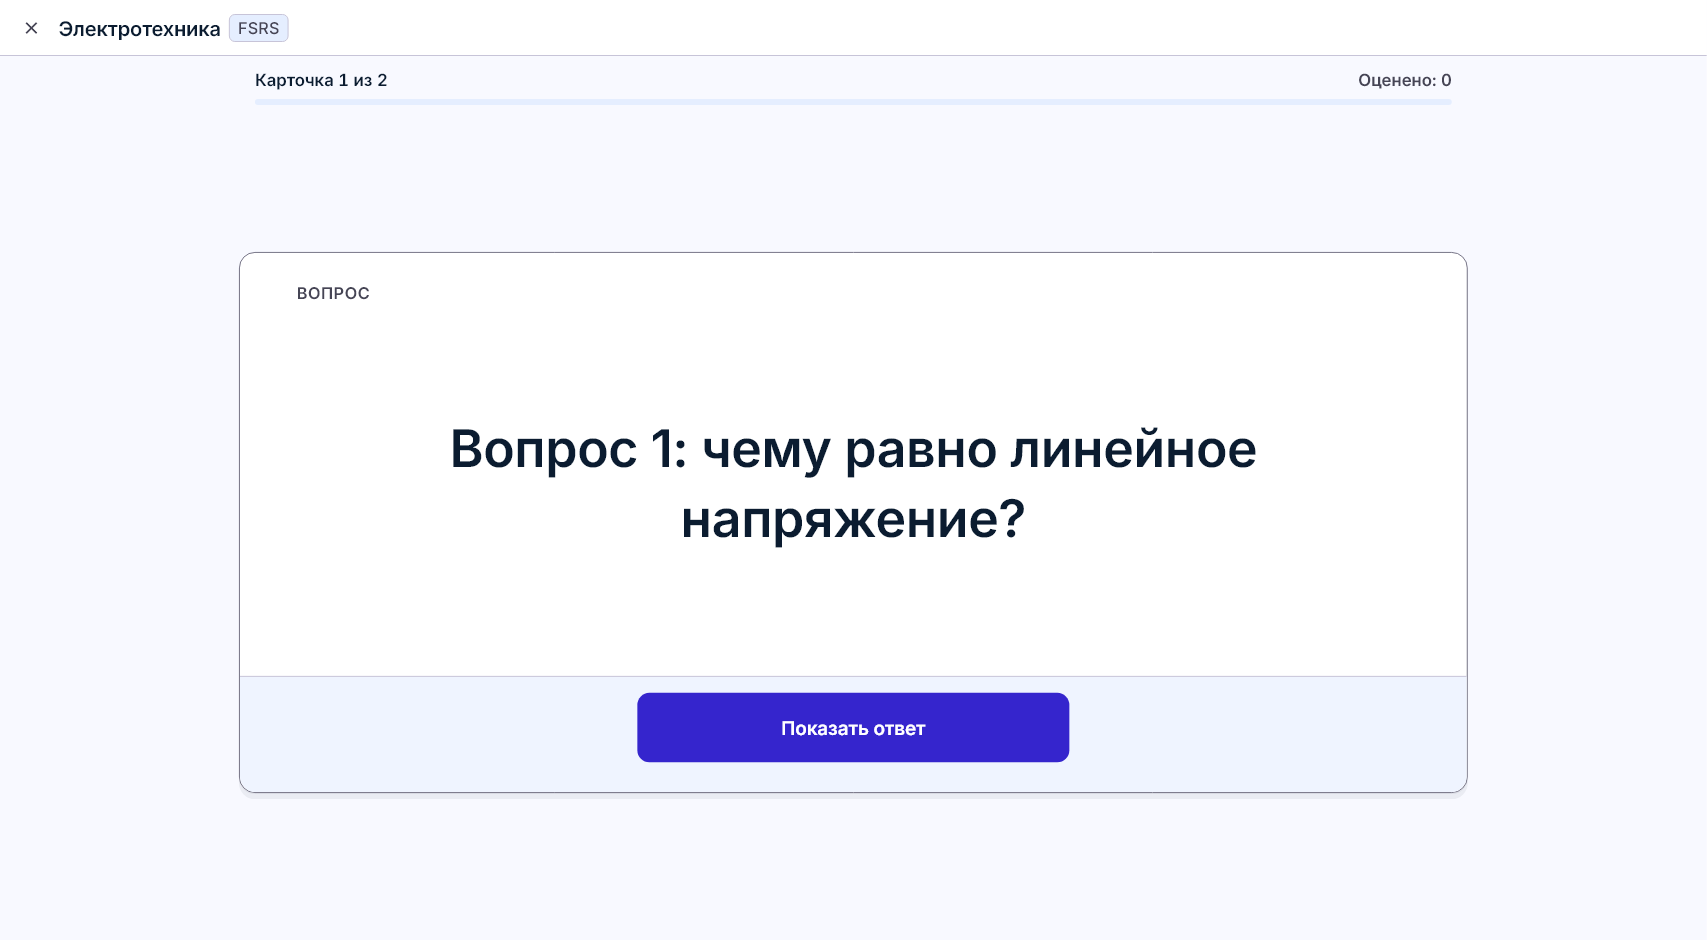 Электротехника FSRS
Карточка 1 из 2
Оценено: 0
ВОПРОС
Вопрос 1: чему равно линейное
напряжение?
Показать ответ